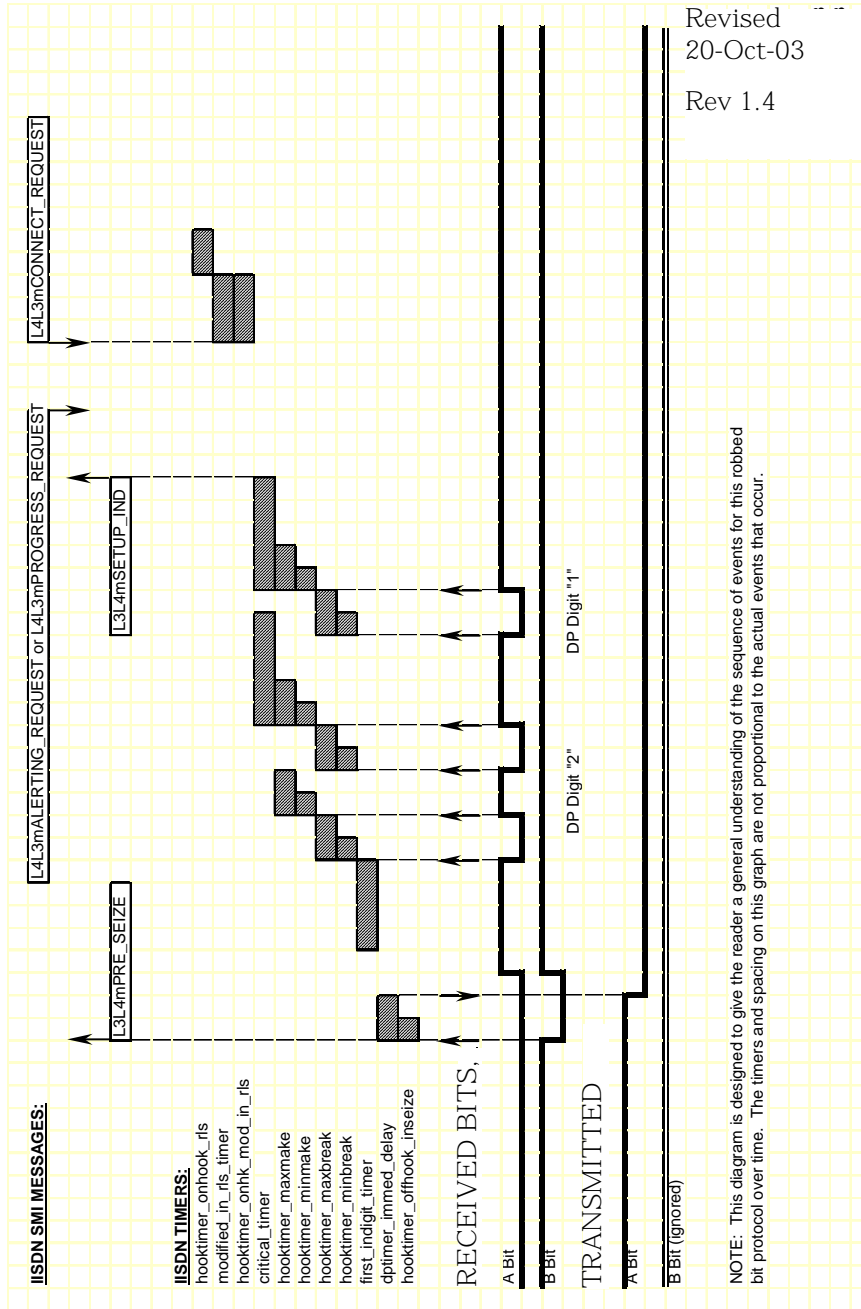 Revised
20-Oct-03
Rev 1.4
IISDN SMI MESSAGES:
L4L3mALERTING_REQUEST or L4L3mPROGRESS_REQUEST
L4L3mCONNECT_REQUEST
L3L4mPRE_SEIZE
L3L4mSETUP_IND
IISDN TIMERS:
hooktimer_onhook_rls
modified_in_rls_timer
hooktimer_onhk_mod_in_rls
critical_timer
hooktimer_maxmake
hooktimer_minmake
hooktimer_maxbreak
hooktimer_minbreak
first_indigit_timer
dptimer_immed_delay
hooktimer_offhook_inseize
RECEIVED BITS,
A Bit
B Bit
DP Digit "2"
DP Digit "1"
TRANSMITTED
A Bit
B Bit (ignored)
NOTE: This diagram is designed to give the reader a general understanding of the sequence of events for this robbed
bit protocol over time. The timers and spacing on this graph are not proportional to the actual events that occur.